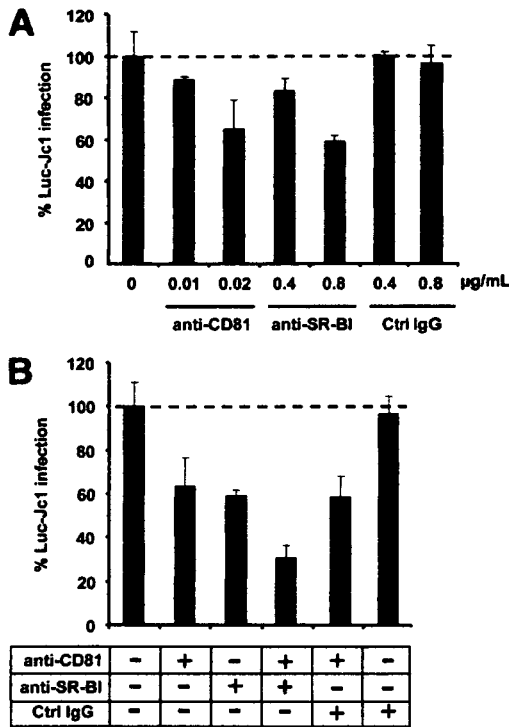 A
120
100
80
60
40
20
0
% Luc-Jc1 infection
0 0.01 0.02 0.4 0.8 0.4 0.8 µg/mL
anti-CD81 anti-SR-BI Ctrl IgG
B
120
100
80
60
40
20
0
% Luc-Jc1 infection
anti-CD81 − + − + + −
anti-SR-BI − − + + − −
Ctrl IgG − − − − + +